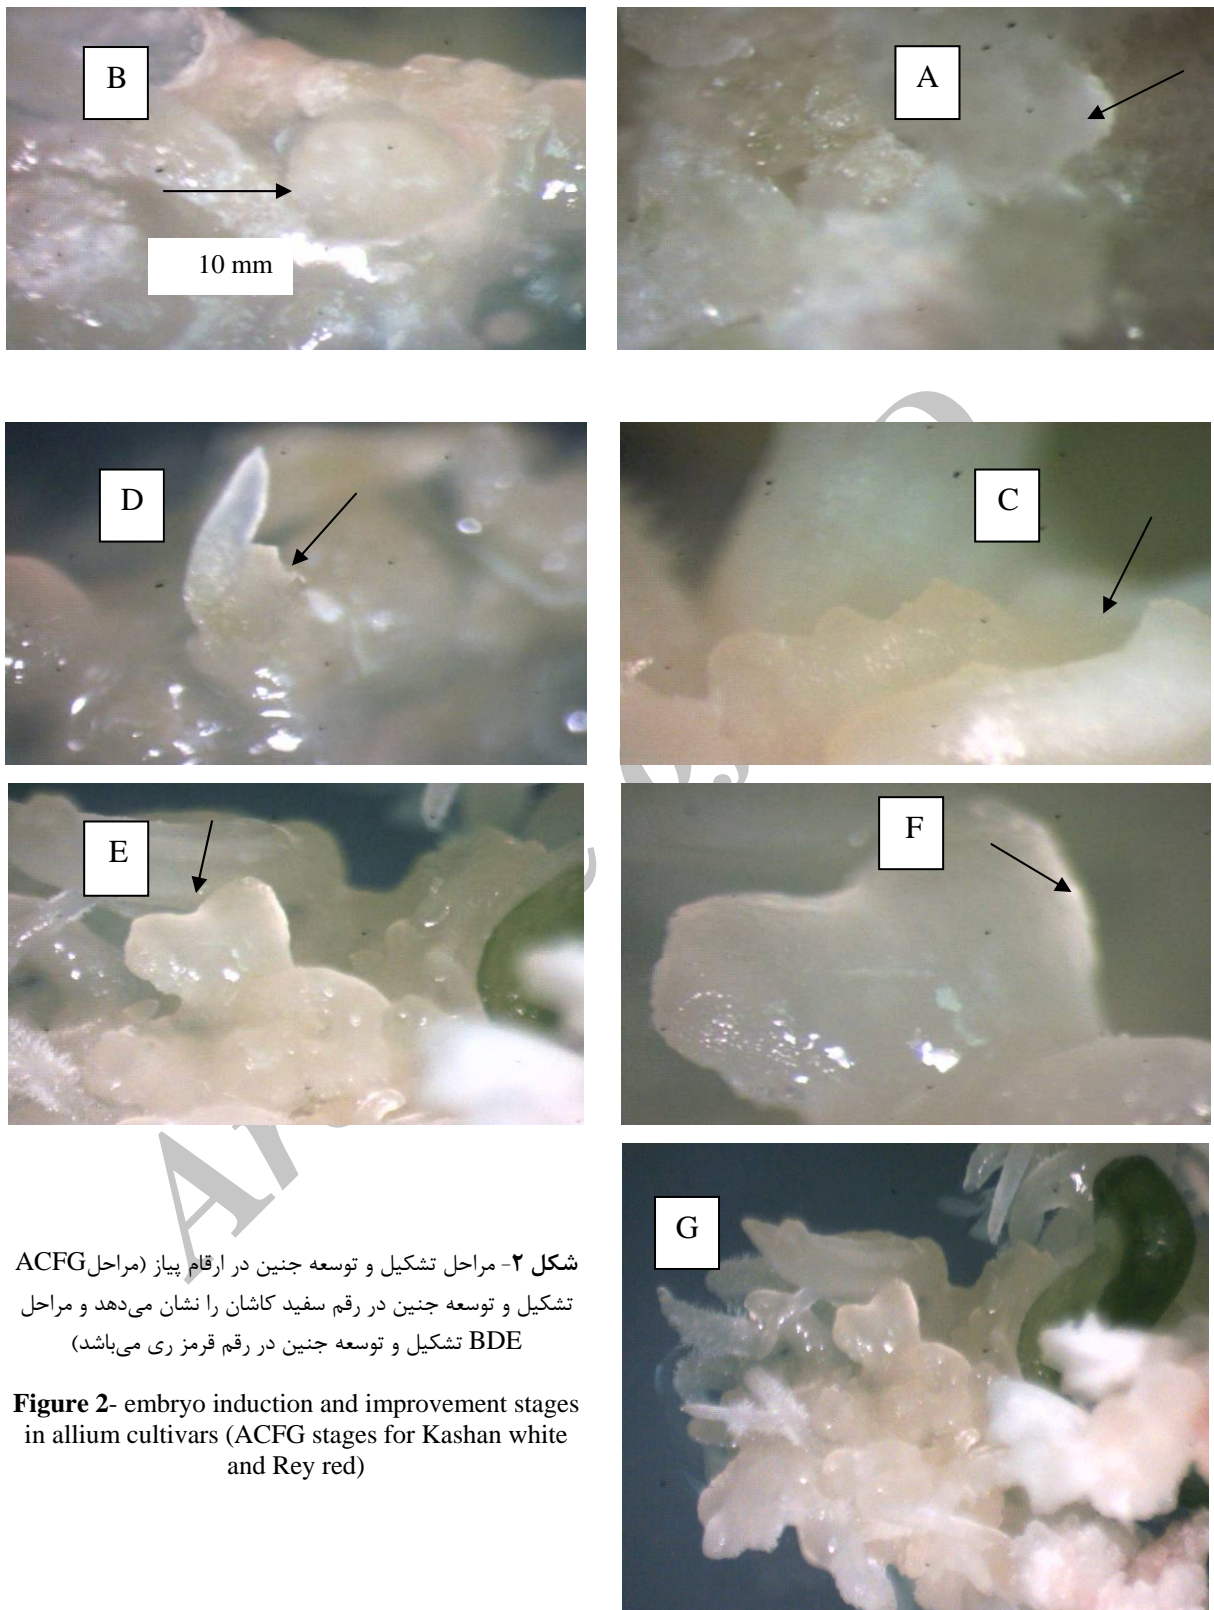 B
A
10 mm
D
C
E
F
G
شکل ۲- مراحل تشکیل و توسعه جنین در ارقام پیاز (مراحلACFG
تشکیل و توسعه جنین در رقم سفید کاشان را نشان می‌دهد و مراحل
BDE تشکیل و توسعه جنین در رقم قرمز ری می‌باشد)
Figure 2- embryo induction and improvement stages
in allium cultivars (ACFG stages for Kashan white
and Rey red)